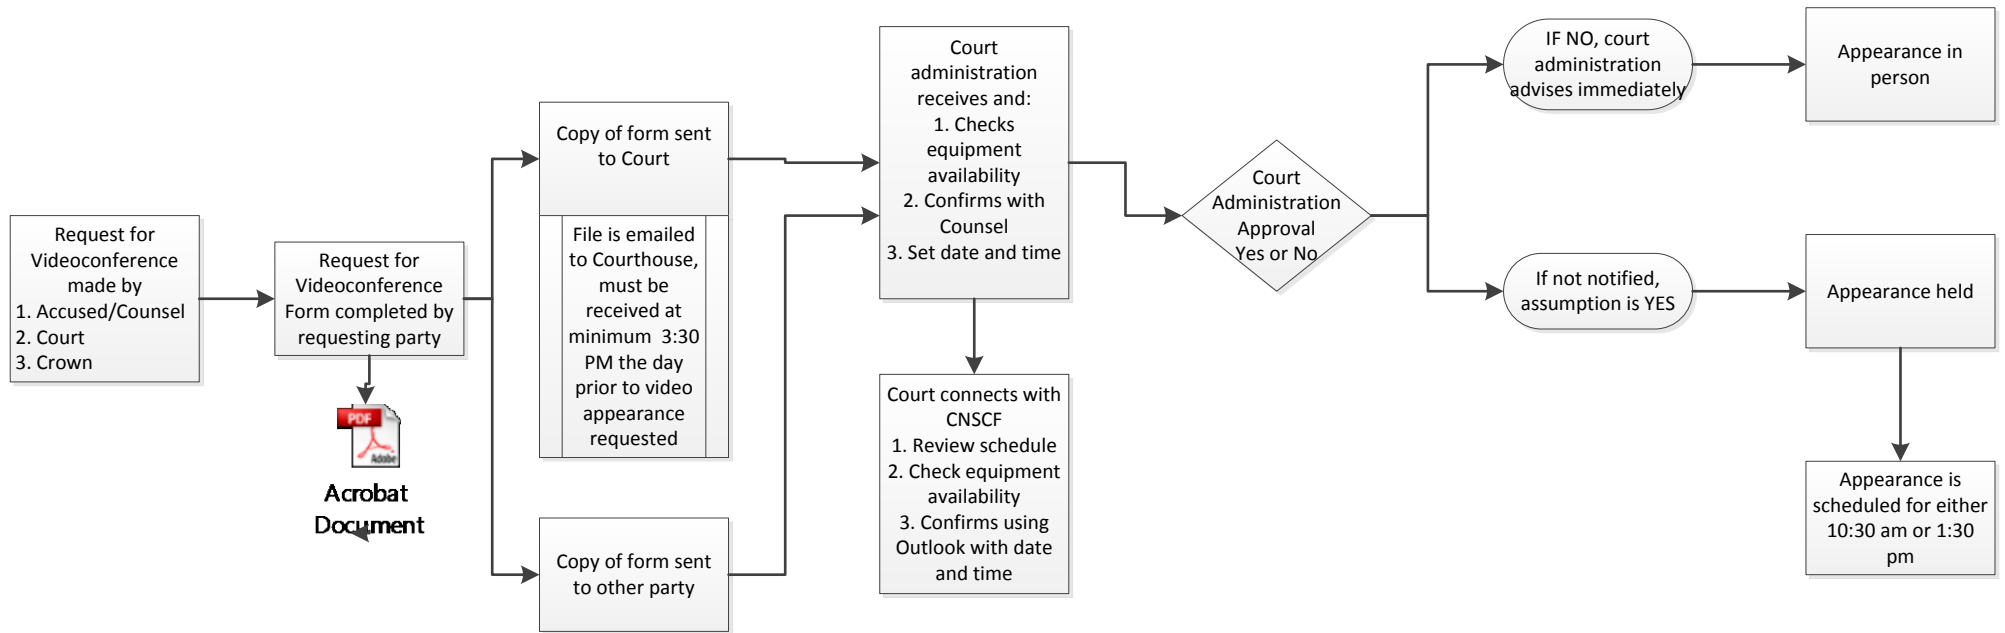 Request for
Videoconference
made by
1. Accused/Counsel
2. Court
3. Crown
Request for
Videoconference
Form completed by
requesting party
PDF
Adobe
Acrobat
Document
Copy of form sent
to Court
File is emailed
to Courthouse,
must be
received at
minimum 3:30
PM the day
prior to video
appearance
requested
Copy of form sent
to other party
Court
administration
receives and:
1. Checks
equipment
availability
2. Confirms with
Counsel
3. Set date and time
Court connects with
CNSCF
1. Review schedule
2. Check equipment
availability
3. Confirms using
Outlook with date
and time
Court
Administration
Approval
Yes or No
IF NO, court
administration
advises immediately
Appearance in
person
If not notified,
assumption is YES
Appearance held
Appearance is
scheduled for either
10:30 am or 1:30
pm